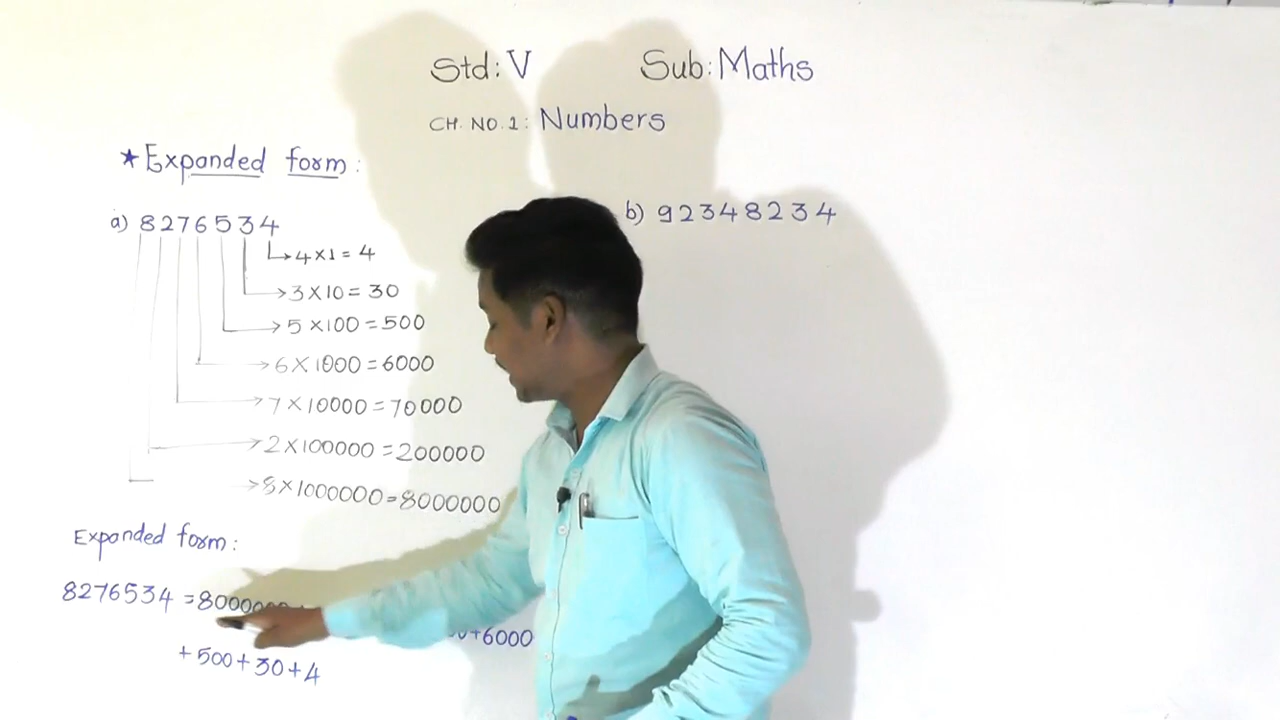 Std: V Sub: Maths
CH. NO. 1: Numbers
★ Expanded form:
a) 8276534
4×1 = 4
3×10=30
5×100=500
6×1000=6000
7×10000=70000
2×100000=200000
8×1000000=8000000
Expanded form:
8276534 =8000000
+6000
+500+30+4
b) 92348234